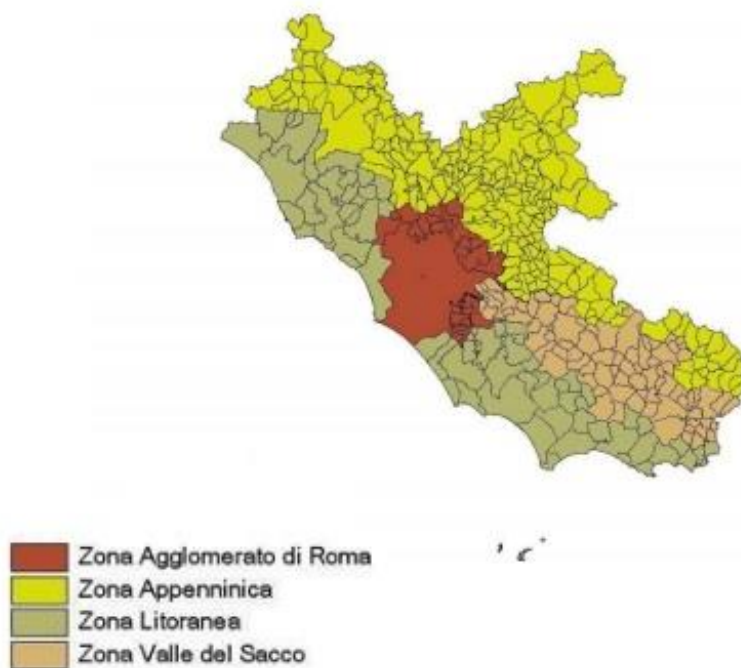 Zona Agglomerato di Roma
Zona Appenninica
Zona Litoranea
Zona Valle del Sacco